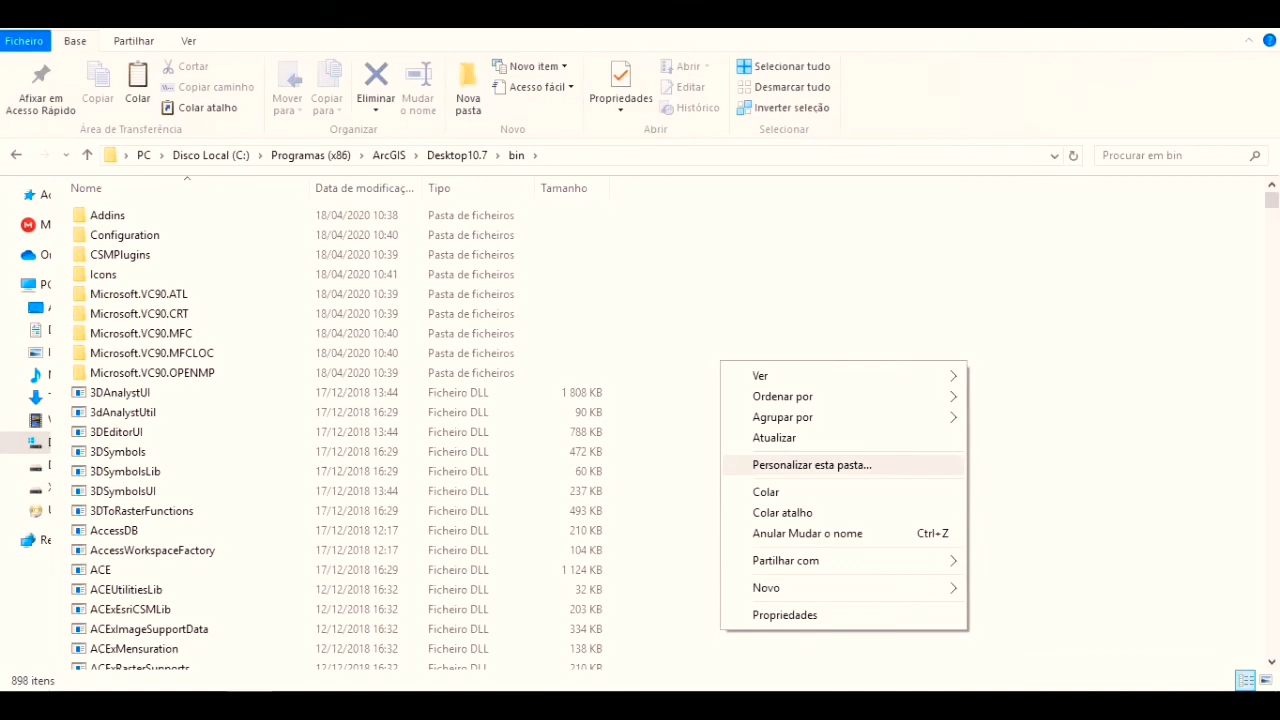 Ficheiro Base Partilhar Ver
Afixar em Acesso Rápido
Copiar
Colar
Cortar
Copiar caminho
Colar atalho
Área de Transferência
Mover para
Copiar para
Eliminar
Mudar o nome
Organizar
Nova pasta
Novo item
Acesso fácil
Novo
Propriedades
Abrir
Editar
Histórico
Abrir
Selecionar tudo
Desmarcar tudo
Inverter seleção
Selecionar
PC > Disco Local (C:) > Programas (x86) > ArcGIS > Desktop10.7 > bin >
Procurar em bin
Nome Data de modificaç... Tipo Tamanho
Addins 18/04/2020 10:38 Pasta de ficheiros
Configuration 18/04/2020 10:40 Pasta de ficheiros
CSMPlugins 18/04/2020 10:39 Pasta de ficheiros
Icons 18/04/2020 10:41 Pasta de ficheiros
Microsoft.VC90.ATL 18/04/2020 10:39 Pasta de ficheiros
Microsoft.VC90.CRT 18/04/2020 10:39 Pasta de ficheiros
Microsoft.VC90.MFC 18/04/2020 10:40 Pasta de ficheiros
Microsoft.VC90.MFCLOC 18/04/2020 10:40 Pasta de ficheiros
Microsoft.VC90.OPENMP 18/04/2020 10:39 Pasta de ficheiros
3DAnalystUI 17/12/2018 13:44 Ficheiro DLL 1 808 KB
3dAnalystUtil 17/12/2018 16:29 Ficheiro DLL 90 KB
3DEditorUI 17/12/2018 13:44 Ficheiro DLL 788 KB
3DSymbols 17/12/2018 16:29 Ficheiro DLL 472 KB
3DSymbolsLib 17/12/2018 16:29 Ficheiro DLL 60 KB
3DSymbolsUI 17/12/2018 13:44 Ficheiro DLL 237 KB
3DToRasterFunctions 17/12/2018 16:29 Ficheiro DLL 493 KB
AccessDB 17/12/2018 12:17 Ficheiro DLL 210 KB
AccessWorkspaceFactory 17/12/2018 12:17 Ficheiro DLL 104 KB
ACE 17/12/2018 16:29 Ficheiro DLL 1 124 KB
ACEUtilitiesLib 12/12/2018 16:32 Ficheiro DLL 32 KB
ACExEsriCSMLib 12/12/2018 16:32 Ficheiro DLL 203 KB
ACExImageSupportData 12/12/2018 16:32 Ficheiro DLL 334 KB
ACExMensuration 12/12/2018 16:32 Ficheiro DLL 138 KB
ACExRasterSupports 12/12/2018 16:32 Ficheiro DLL 210 KB
Ver
Ordenar por
Agrupar por
Atualizar
Personalizar esta pasta...
Colar
Colar atalho
Anular Mudar o nome Ctrl+Z
Partilhar com
Novo
Propriedades
898 itens